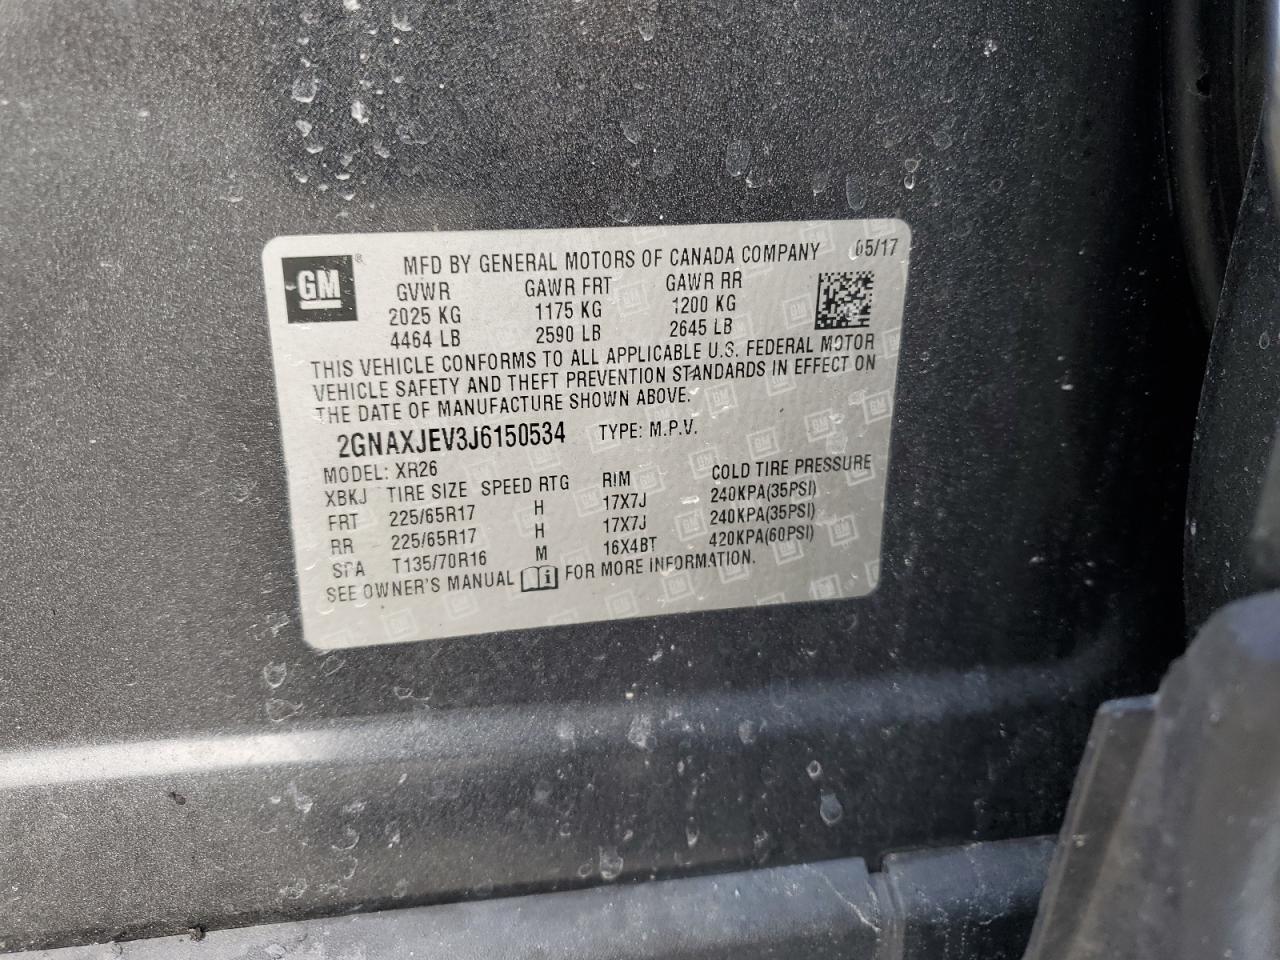 GM ® MFD BY GENERAL MOTORS OF CANADA COMPANY 05/17
GVWR GAWR FRT GAWR RR
2025 KG 1175 KG 1200 KG
4464 LB 2590 LB 2645 LB
THIS VEHICLE CONFORMS TO ALL APPLICABLE U.S. FEDERAL MOTOR
VEHICLE SAFETY AND THEFT PREVENTION STANDARDS IN EFFECT ON
THE DATE OF MANUFACTURE SHOWN ABOVE.
2GNAXJEV3J6150534 TYPE: M.P.V.
MODEL: XR26
XBKJ TIRE SIZE SPEED RTG RIM COLD TIRE PRESSURE
FRT 225/65R17 H 17X7J 240KPA(35PSI)
RR 225/65R17 H 17X7J 240KPA(35PSI)
SPA T135/70R16 M 16X4BT 420KPA(60PSI)
SEE OWNER'S MANUAL FOR MORE INFORMATION.